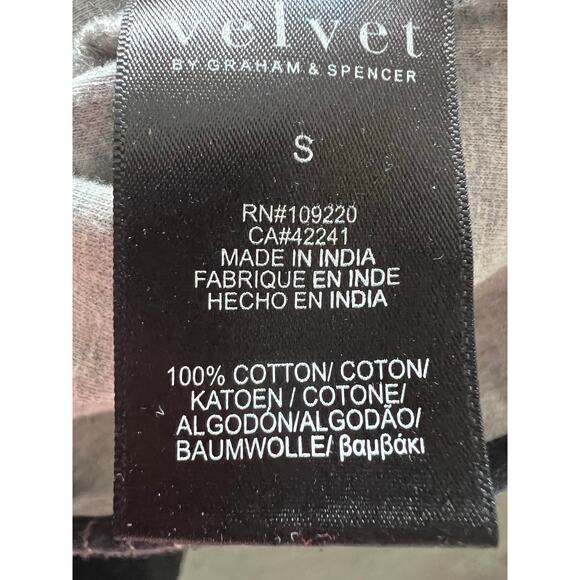 velvet
BY GRAHAM & SPENCER
S
RN#109220
CA#42241
MADE IN INDIA
FABRIQUE EN INDE
HECHO EN INDIA
100% COTTON/ COTON/
KATOEN / COTONE/
ALGODÓN/ALGODÃO/
BAUMWOLLE/ βαμβάκι